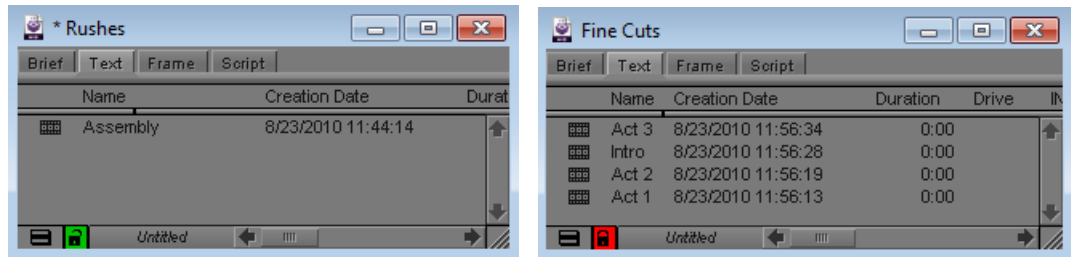 * Rushes
Brief Text Frame Script
Name Creation Date Durat
Assembly 8/23/2010 11:44:14
Untitled
Fine Cuts
Brief Text Frame Script
Name Creation Date Duration Drive IN
Act 3 8/23/2010 11:56:34 0:00
Intro 8/23/2010 11:56:28 0:00
Act 2 8/23/2010 11:56:19 0:00
Act 1 8/23/2010 11:56:13 0:00
Untitled